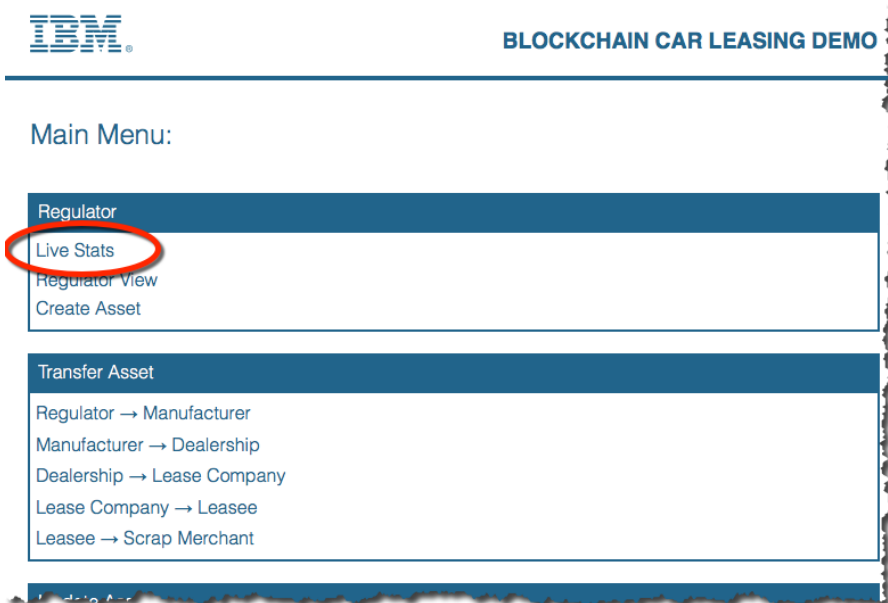 IBM®
BLOCKCHAIN CAR LEASING DEMO
Main Menu:
Regulator
Live Stats
Regulator View
Create Asset
Transfer Asset
Regulator → Manufacturer
Manufacturer → Dealership
Dealership → Lease Company
Lease Company → Leasee
Leasee → Scrap Merchant